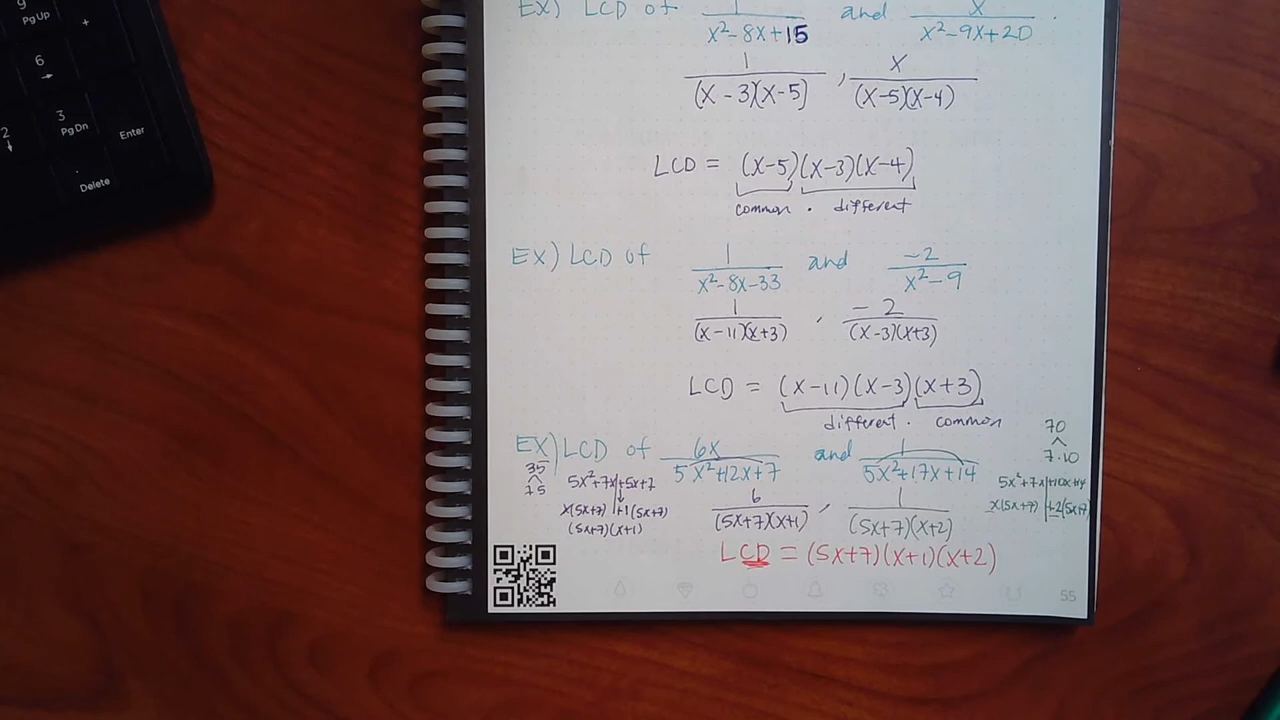 9
PgUp
+
6
→
3
PgDn
2
↓
Enter
.
Delete
EX) LCD of 1/(x²-8x+15) and x/(x²-9x+20).
1/((x-3)(x-5)), x/((x-5)(x-4))
LCD = (x-5)(x-3)(x-4)
common · different
EX) LCD of 1/(x²-8x-33) and -2/(x²-9)
1/((x-11)(x+3)), -2/((x-3)(x+3))
LCD = (x-11)(x-3)(x+3)
different · common
EX) LCD of 6x/(5x²+12x+7) and 1/(5x²+17x+14)
35
7 5
5x²+7x+5x+7
x(5x+7) +1(5x+7)
(5x+7)(x+1)
6/((5x+7)(x+1)), 1/((5x+7)(x+2))
70
7·10
5x²+7x+10x+14
x(5x+7) +2(5x+7)
LCD = (5x+7)(x+1)(x+2)
55